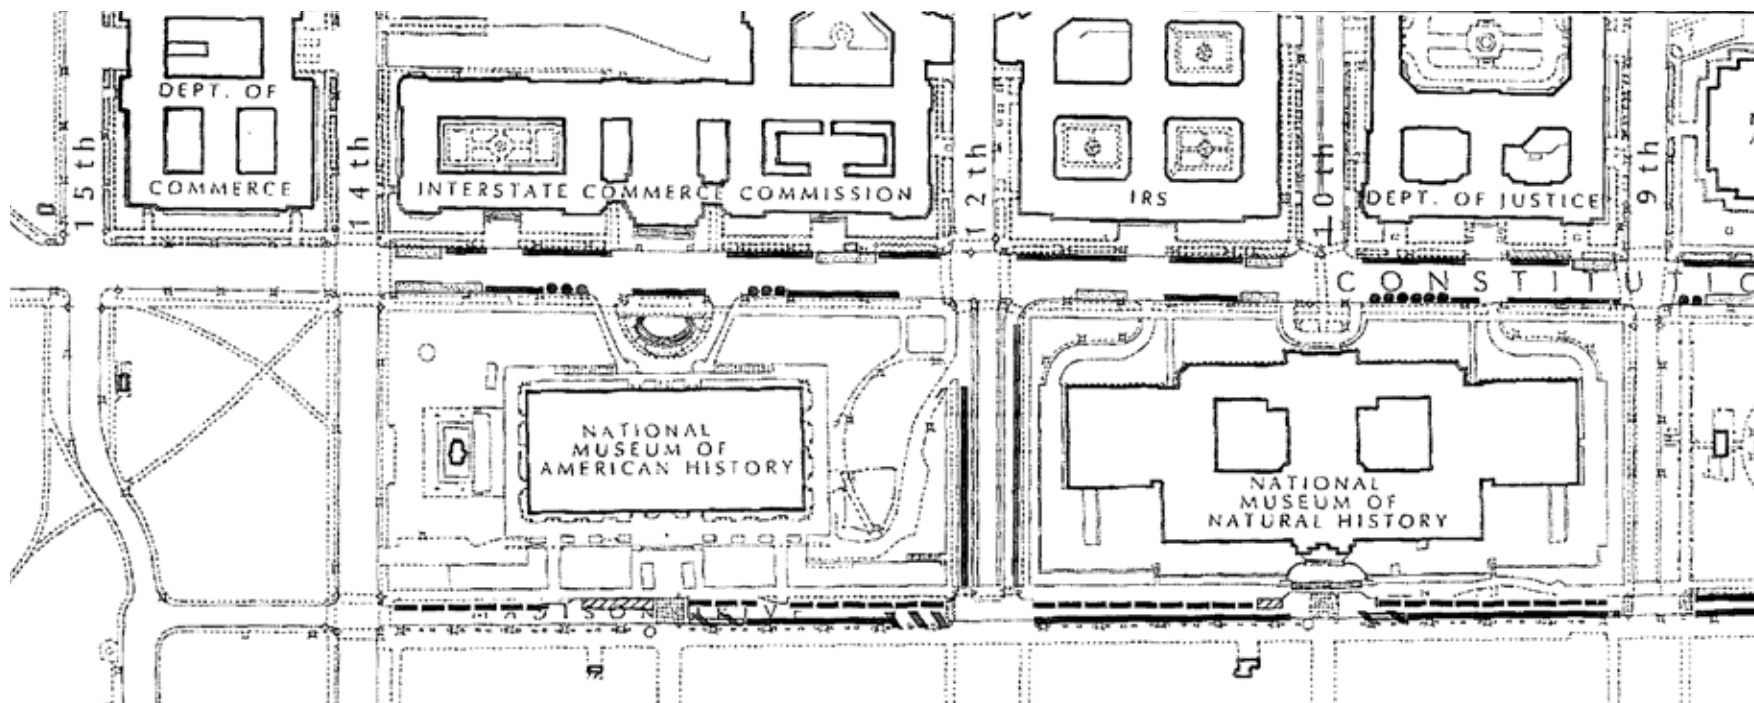 DEPT. OF
COMMERCE
15th
14th
INTERSTATE COMMERCE COMMISSION
12th
IRS
10th
DEPT. OF JUSTICE
9th
CONSTITUTIO
NATIONAL
MUSEUM OF
AMERICAN HISTORY
NATIONAL
MUSEUM OF
NATURAL HISTORY